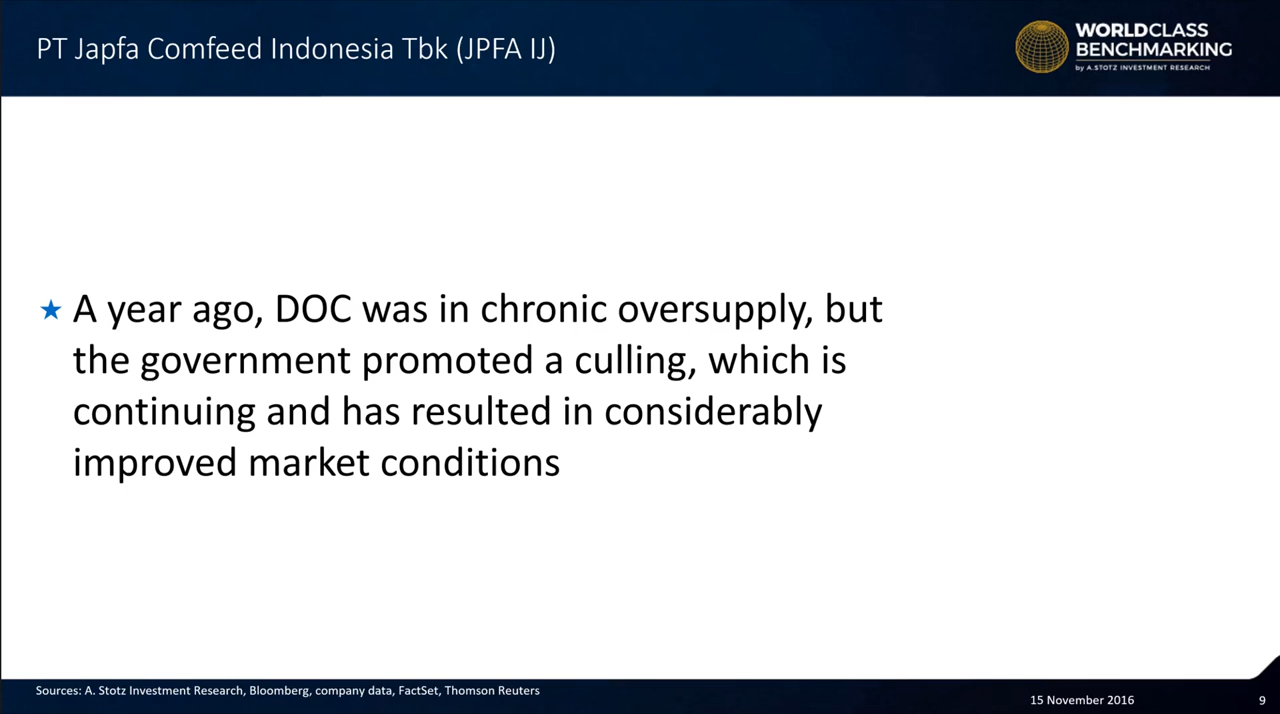 PT Japfa Comfeed Indonesia Tbk (JPFA IJ)
WORLDCLASS
BENCHMARKING
by A.STOTZ INVESTMENT RESEARCH
A year ago, DOC was in chronic oversupply, but
the government promoted a culling, which is
continuing and has resulted in considerably
improved market conditions
Sources: A. Stotz Investment Research, Bloomberg, company data, FactSet, Thomson Reuters
15 November 2016
9